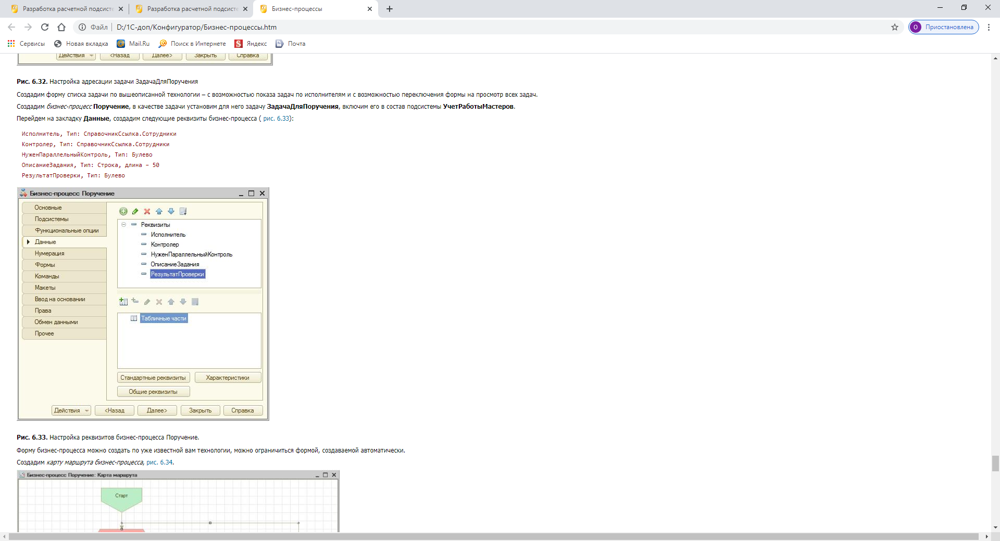 Разработка расчетной подсисте
Разработка расчетной подсисте
Бизнес-процессы
Файл
D:/1С-доп/Конфигуратор/Бизнес-процессы.htm
О
Приостановлена
Сервисы
Новая вкладка
Mail.Ru
Поиск в Интернете
Яндекс
Почта
Действия
<Назад
Далее>
Закрыть
Справка
Рис. 6.32. Настройка адресации задачи ЗадачаДляПоручения
Создадим форму списка задачи по вышеописанной технологии – с возможностью показа задач по исполнителям и с возможностью переключения формы на просмотр всех задач.
Создадим бизнес-процесс Поручение, в качестве задачи установим для него задачу ЗадачаДляПоручения, включим его в состав подсистемы УчетРаботыМастеров.
Перейдем на закладку Данные, создадим следующие реквизиты бизнес-процесса ( рис. 6.33):
Исполнитель, Тип: СправочникСсылка.Сотрудники
Контролер, Тип: СправочникСсылка.Сотрудники
НуженПараллельныйКонтроль, Тип: Булево
ОписаниеЗадания, Тип: Строка, длина – 50
РезультатПроверки, Тип: Булево
Бизнес-процесс Поручение
Основные
Подсистемы
Функциональные опции
Данные
Нумерация
Формы
Команды
Макеты
Ввод на основании
Права
Обмен данными
Прочее
Реквизиты
Исполнитель
Контролер
НуженПараллельныйКонтроль
ОписаниеЗадания
РезультатПроверки
Табличные части
Стандартные реквизиты
Характеристики
Общие реквизиты
Действия
<Назад
Далее>
Закрыть
Справка
Рис. 6.33. Настройка реквизитов бизнес-процесса Поручение.
Форму бизнес-процесса можно создать по уже известной вам технологии, можно ограничиться формой, создаваемой автоматически.
Создадим карту маршрута бизнес-процесса, рис. 6.34.
Бизнес-процесс Поручение: Карта маршрута
Старт